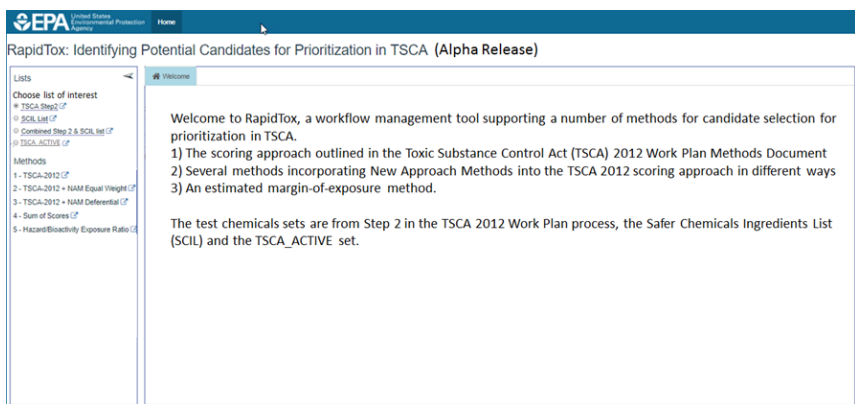 EPA United States Environmental Protection Agency
Home
RapidTox: Identifying Potential Candidates for Prioritization in TSCA (Alpha Release)
Lists
Choose list of interest
TSCA Step2
SCIL List
Combined Step 2 & SCIL list
TSCA_ACTIVE
Methods
1 - TSCA-2012
2 - TSCA-2012 + NAM Equal Weight
3 - TSCA-2012 + NAM Deferential
4 - Sum of Scores
5 - Hazard/Bioactivity Exposure Ratio
Welcome
Welcome to RapidTox, a workflow management tool supporting a number of methods for candidate selection for
prioritization in TSCA.
1) The scoring approach outlined in the Toxic Substance Control Act (TSCA) 2012 Work Plan Methods Document
2) Several methods incorporating New Approach Methods into the TSCA 2012 scoring approach in different ways
3) An estimated margin-of-exposure method.
The test chemicals sets are from Step 2 in the TSCA 2012 Work Plan process, the Safer Chemicals Ingredients List
(SCIL) and the TSCA_ACTIVE set.